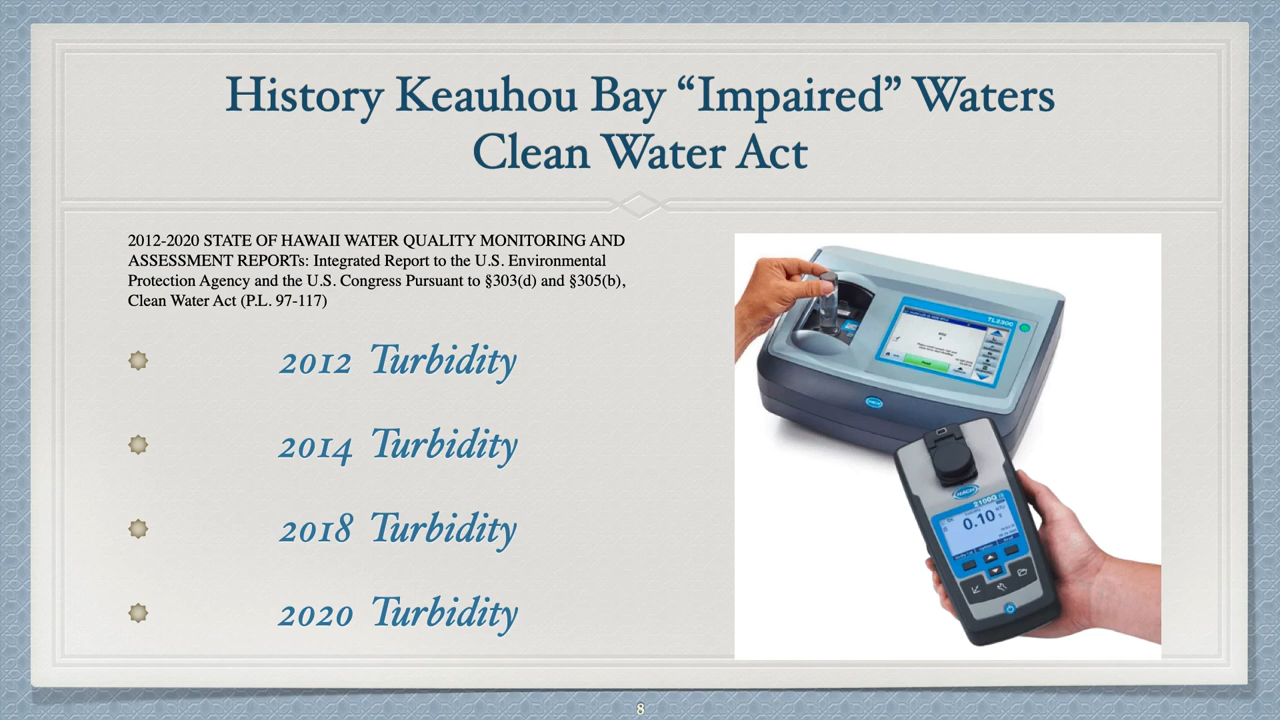 History Keauhou Bay “Impaired” Waters
Clean Water Act
2012-2020 STATE OF HAWAII WATER QUALITY MONITORING AND
ASSESSMENT REPORTs: Integrated Report to the U.S. Environmental
Protection Agency and the U.S. Congress Pursuant to §303(d) and §305(b),
Clean Water Act (P.L. 97-117)
2012 Turbidity
2014 Turbidity
2018 Turbidity
2020 Turbidity
TL2300
HACH
HACH
2100Q
0.10
8